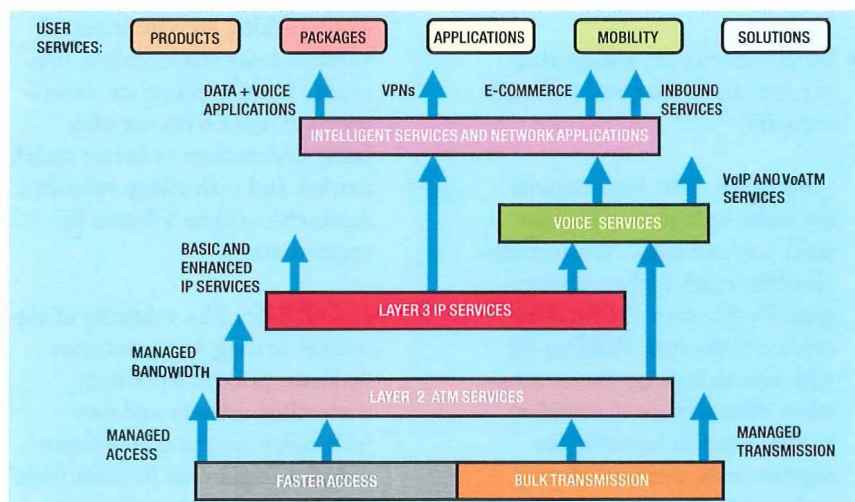 USER
SERVICES:
PRODUCTS
PACKAGES
APPLICATIONS
MOBILITY
SOLUTIONS
DATA + VOICE
APPLICATIONS
VPNs
E-COMMERCE
INBOUND
SERVICES
INTELLIGENT SERVICES AND NETWORK APPLICATIONS
VoIP AND VoATM
SERVICES
VOICE SERVICES
BASIC AND
ENHANCED
IP SERVICES
LAYER 3 IP SERVICES
MANAGED
BANDWIDTH
LAYER 2 ATM SERVICES
MANAGED
ACCESS
MANAGED
TRANSMISSION
FASTER ACCESS
BULK TRANSMISSION